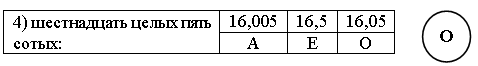 4) шестнадцать целых пять 16,005 16,5 16,05
сотых: А Е О
О